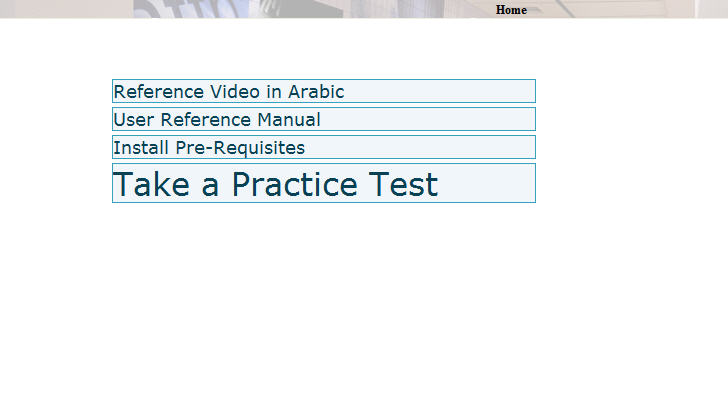 Home
Reference Video in Arabic
User Reference Manual
Install Pre-Requisites
Take a Practice Test